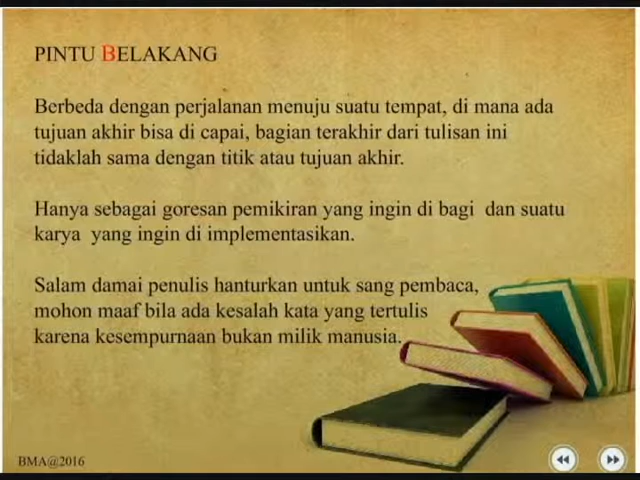 PINTU BELAKANG
Berbeda dengan perjalanan menuju suatu tempat, di mana ada
tujuan akhir bisa di capai, bagian terakhir dari tulisan ini
tidaklah sama dengan titik atau tujuan akhir.
Hanya sebagai goresan pemikiran yang ingin di bagi dan suatu
karya yang ingin di implementasikan.
Salam damai penulis hanturkan untuk sang pembaca,
mohon maaf bila ada kesalah kata yang tertulis
karena kesempurnaan bukan milik manusia.
BMA@2016